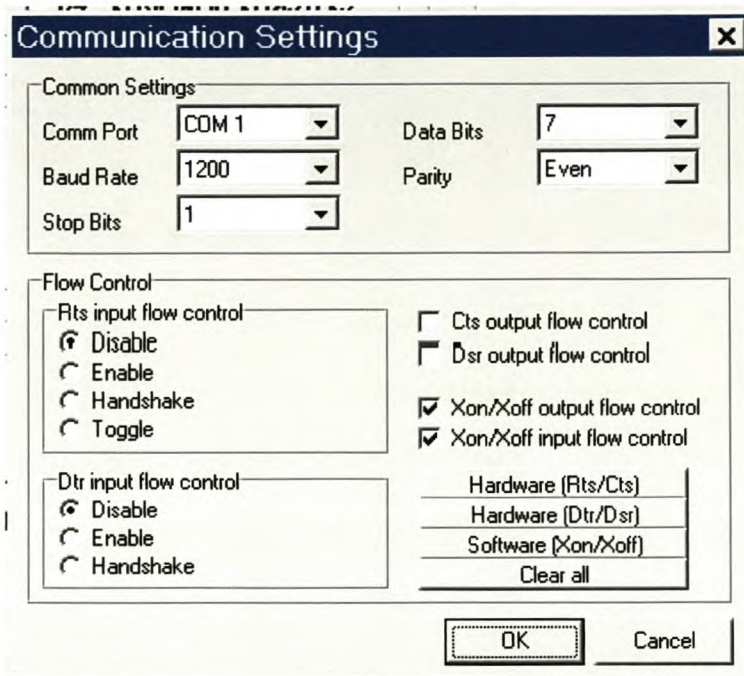 Communication Settings
Common Settings
Comm Port COM 1
Data Bits 7
Baud Rate 1200
Parity Even
Stop Bits 1
Flow Control
Rts input flow control
Disable
Enable
Handshake
Toggle
Cts output flow control
Dsr output flow control
Xon/Xoff output flow control
Xon/Xoff input flow control
Dtr input flow control
Disable
Enable
Handshake
Hardware (Rts/Cts)
Hardware (Dtr/Dsr)
Software (Xon/Xoff)
Clear all
OK
Cancel